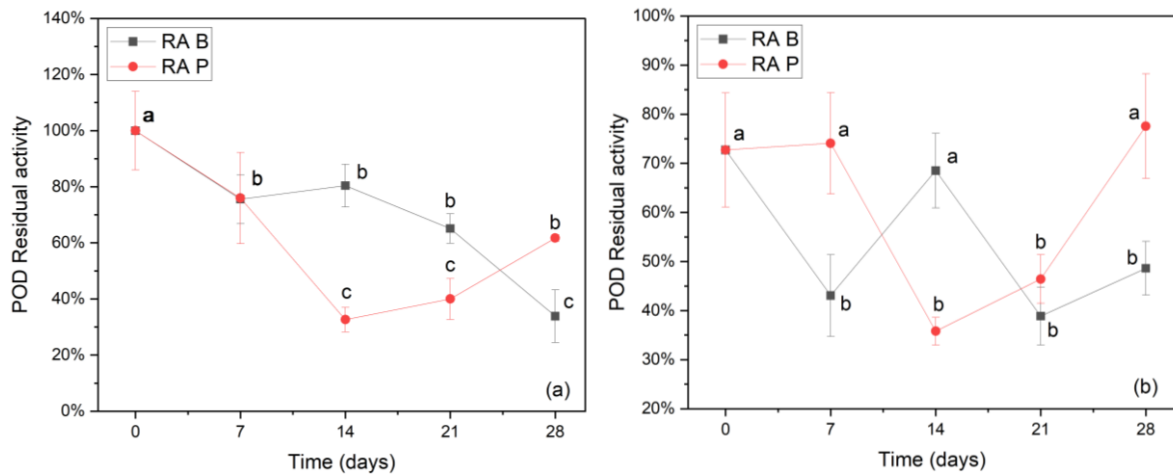 140%
120%
100%
80%
60%
40%
20%
0%
POD Residual activity
RA B
RA P
a
b
b
b
b
c
c
c
(a)
0
7
14
21
28
Time (days)
100%
90%
80%
70%
60%
50%
40%
30%
20%
POD Residual activity
RA B
RA P
a
a
a
a
b
b
b
b
b
(b)
0
7
14
21
28
Time (days)